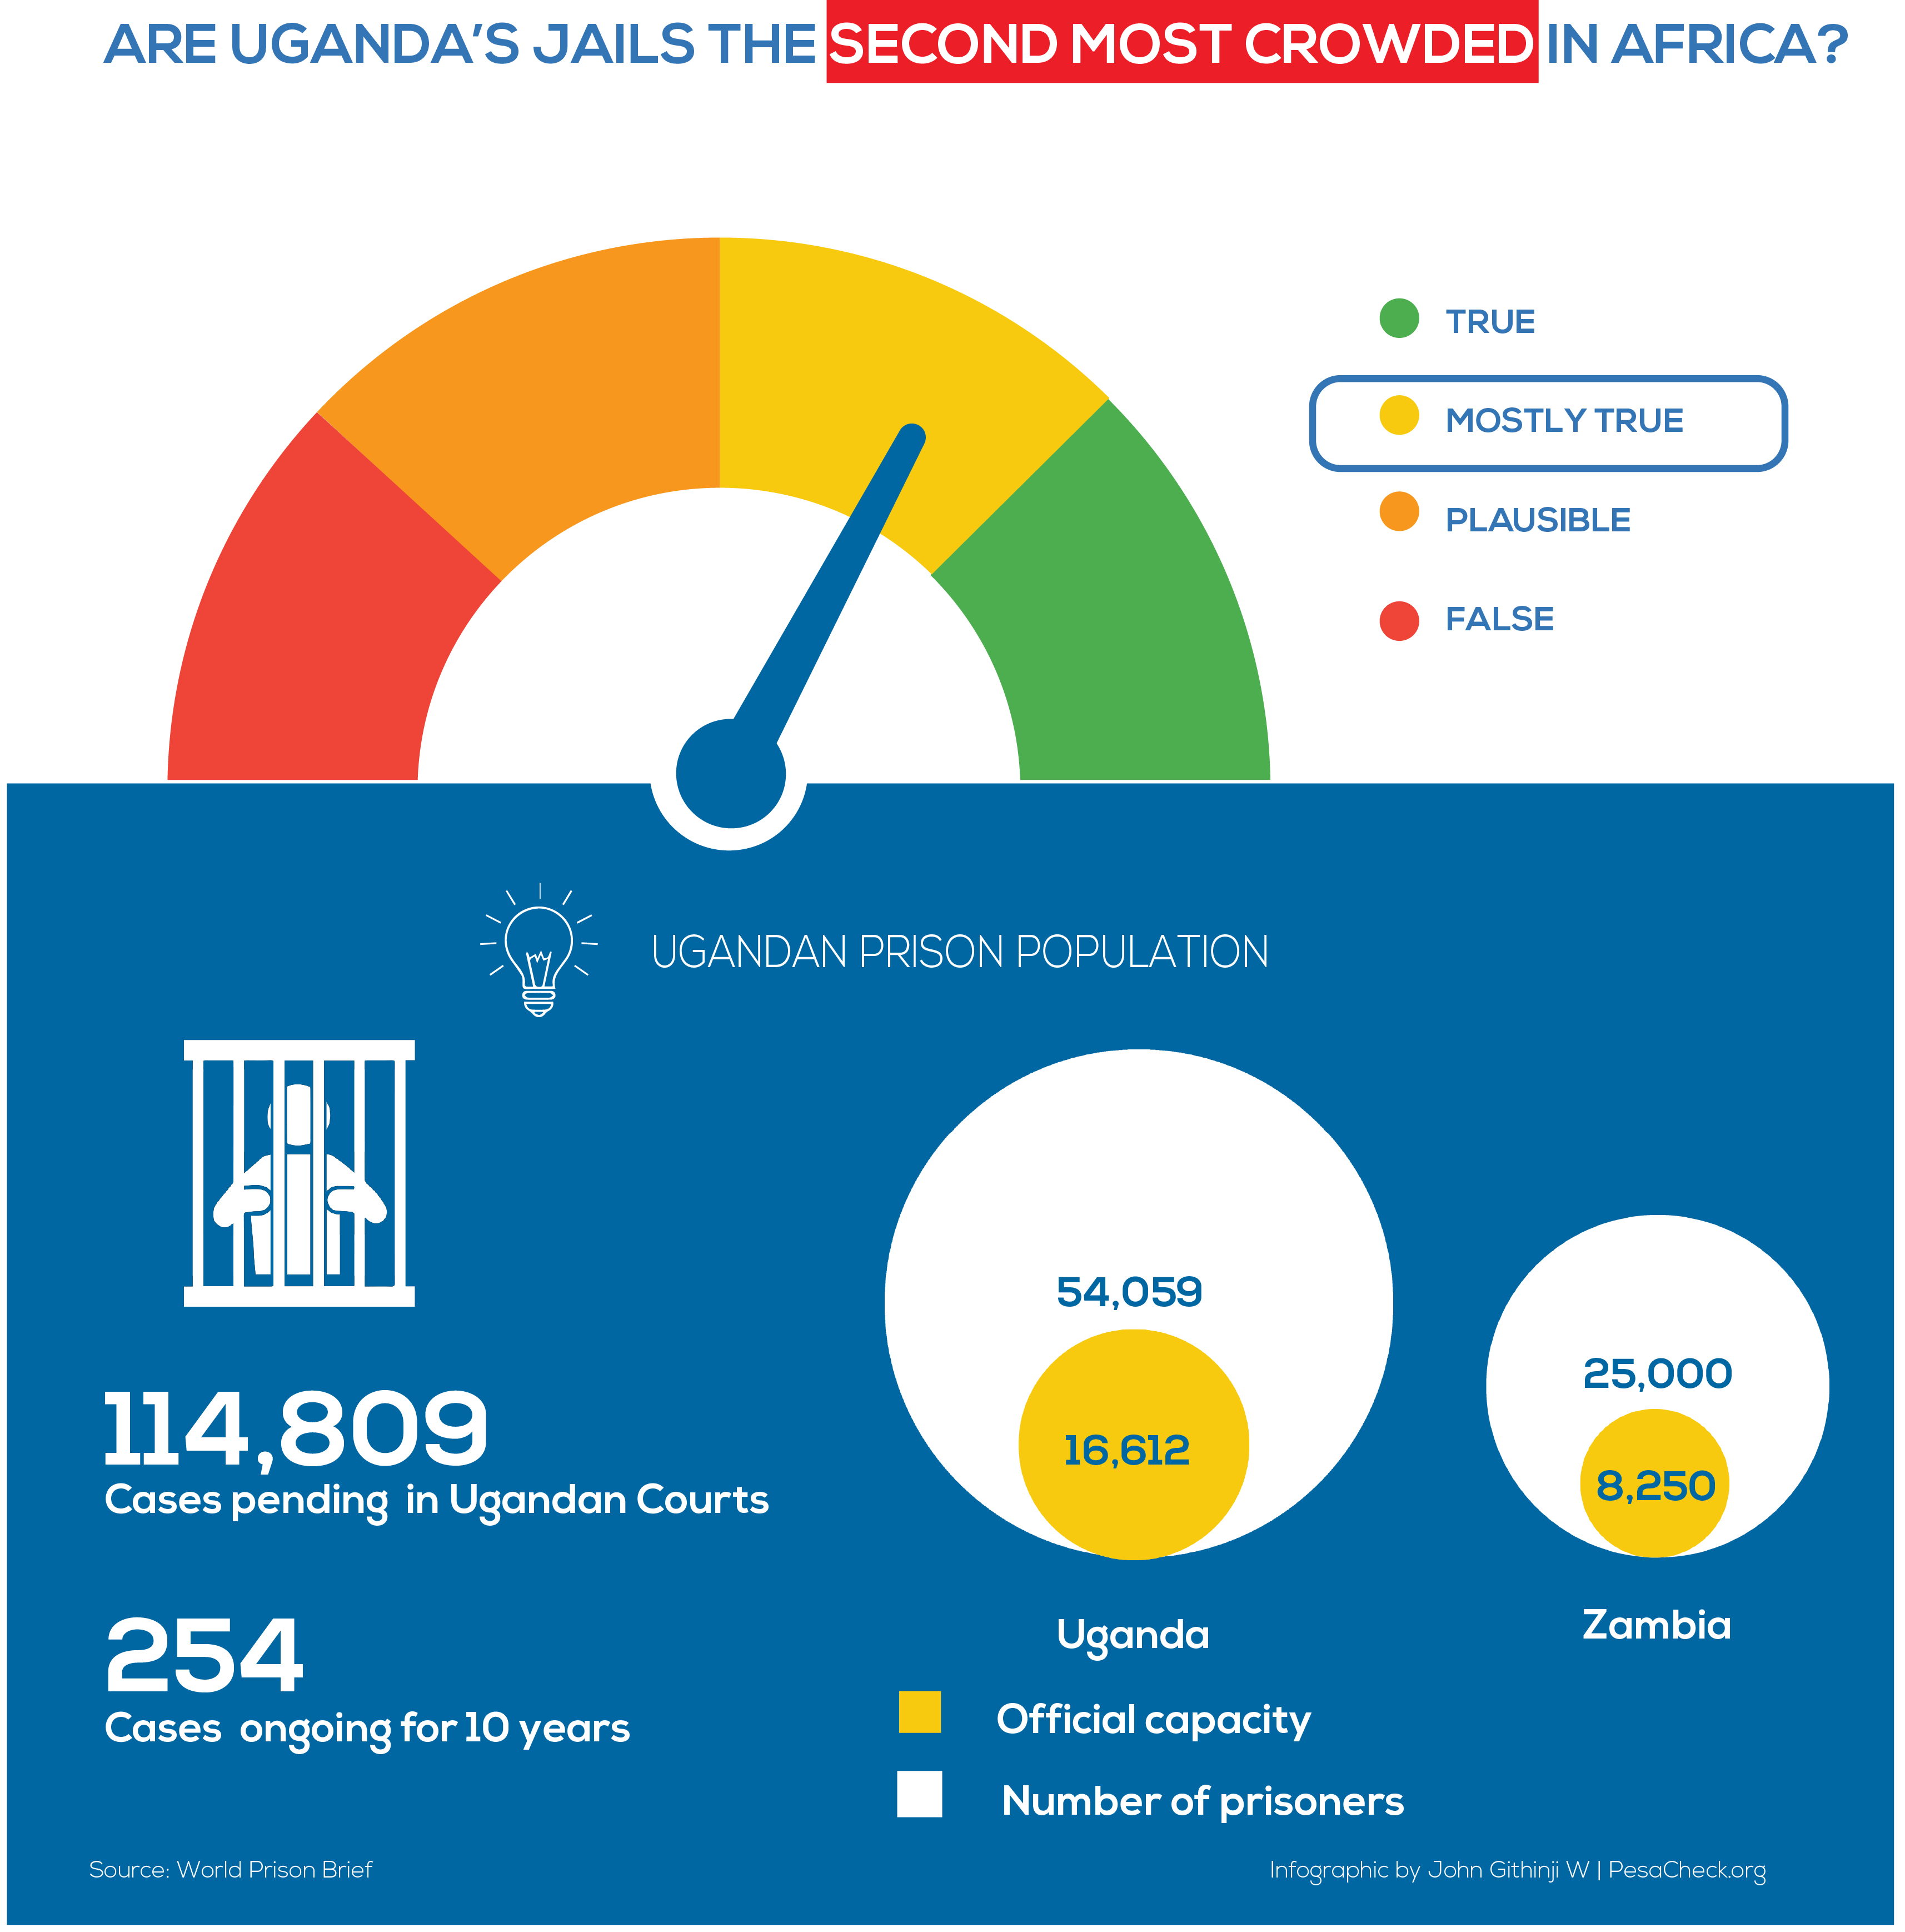 ARE UGANDA'S JAILS THE SECOND MOST CROWDED IN AFRICA?
TRUE
MOSTLY TRUE
PLAUSIBLE
FALSE
UGANDAN PRISON POPULATION
114,809
Cases pending in Ugandan Courts
254
Cases ongoing for 10 years
54,059
16,612
Uganda
25,000
8,250
Zambia
Official capacity
Number of prisoners
Source: World Prison Brief
Infographic by John Githinji W | PesaCheck.org